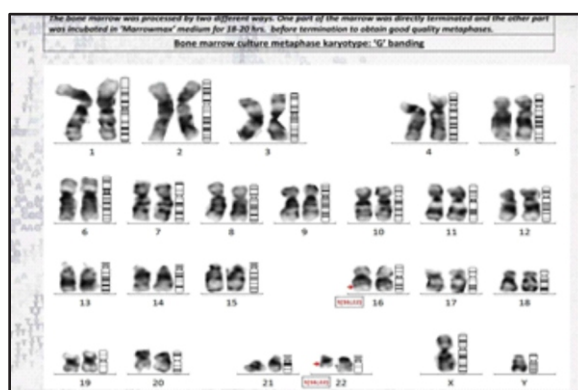 The bone marrow was processed by two different ways. One part of the marrow was directly terminated and the other part
was incubated in 'Marrowmax' medium for 18-20 hrs. before termination to obtain good quality metaphases.
Bone marrow culture metaphase karyotype: 'G' banding
1 2 3 4 5
6 7 8 9 10 11 12
13 14 15 16 17 18
19 20 21 22 X Y